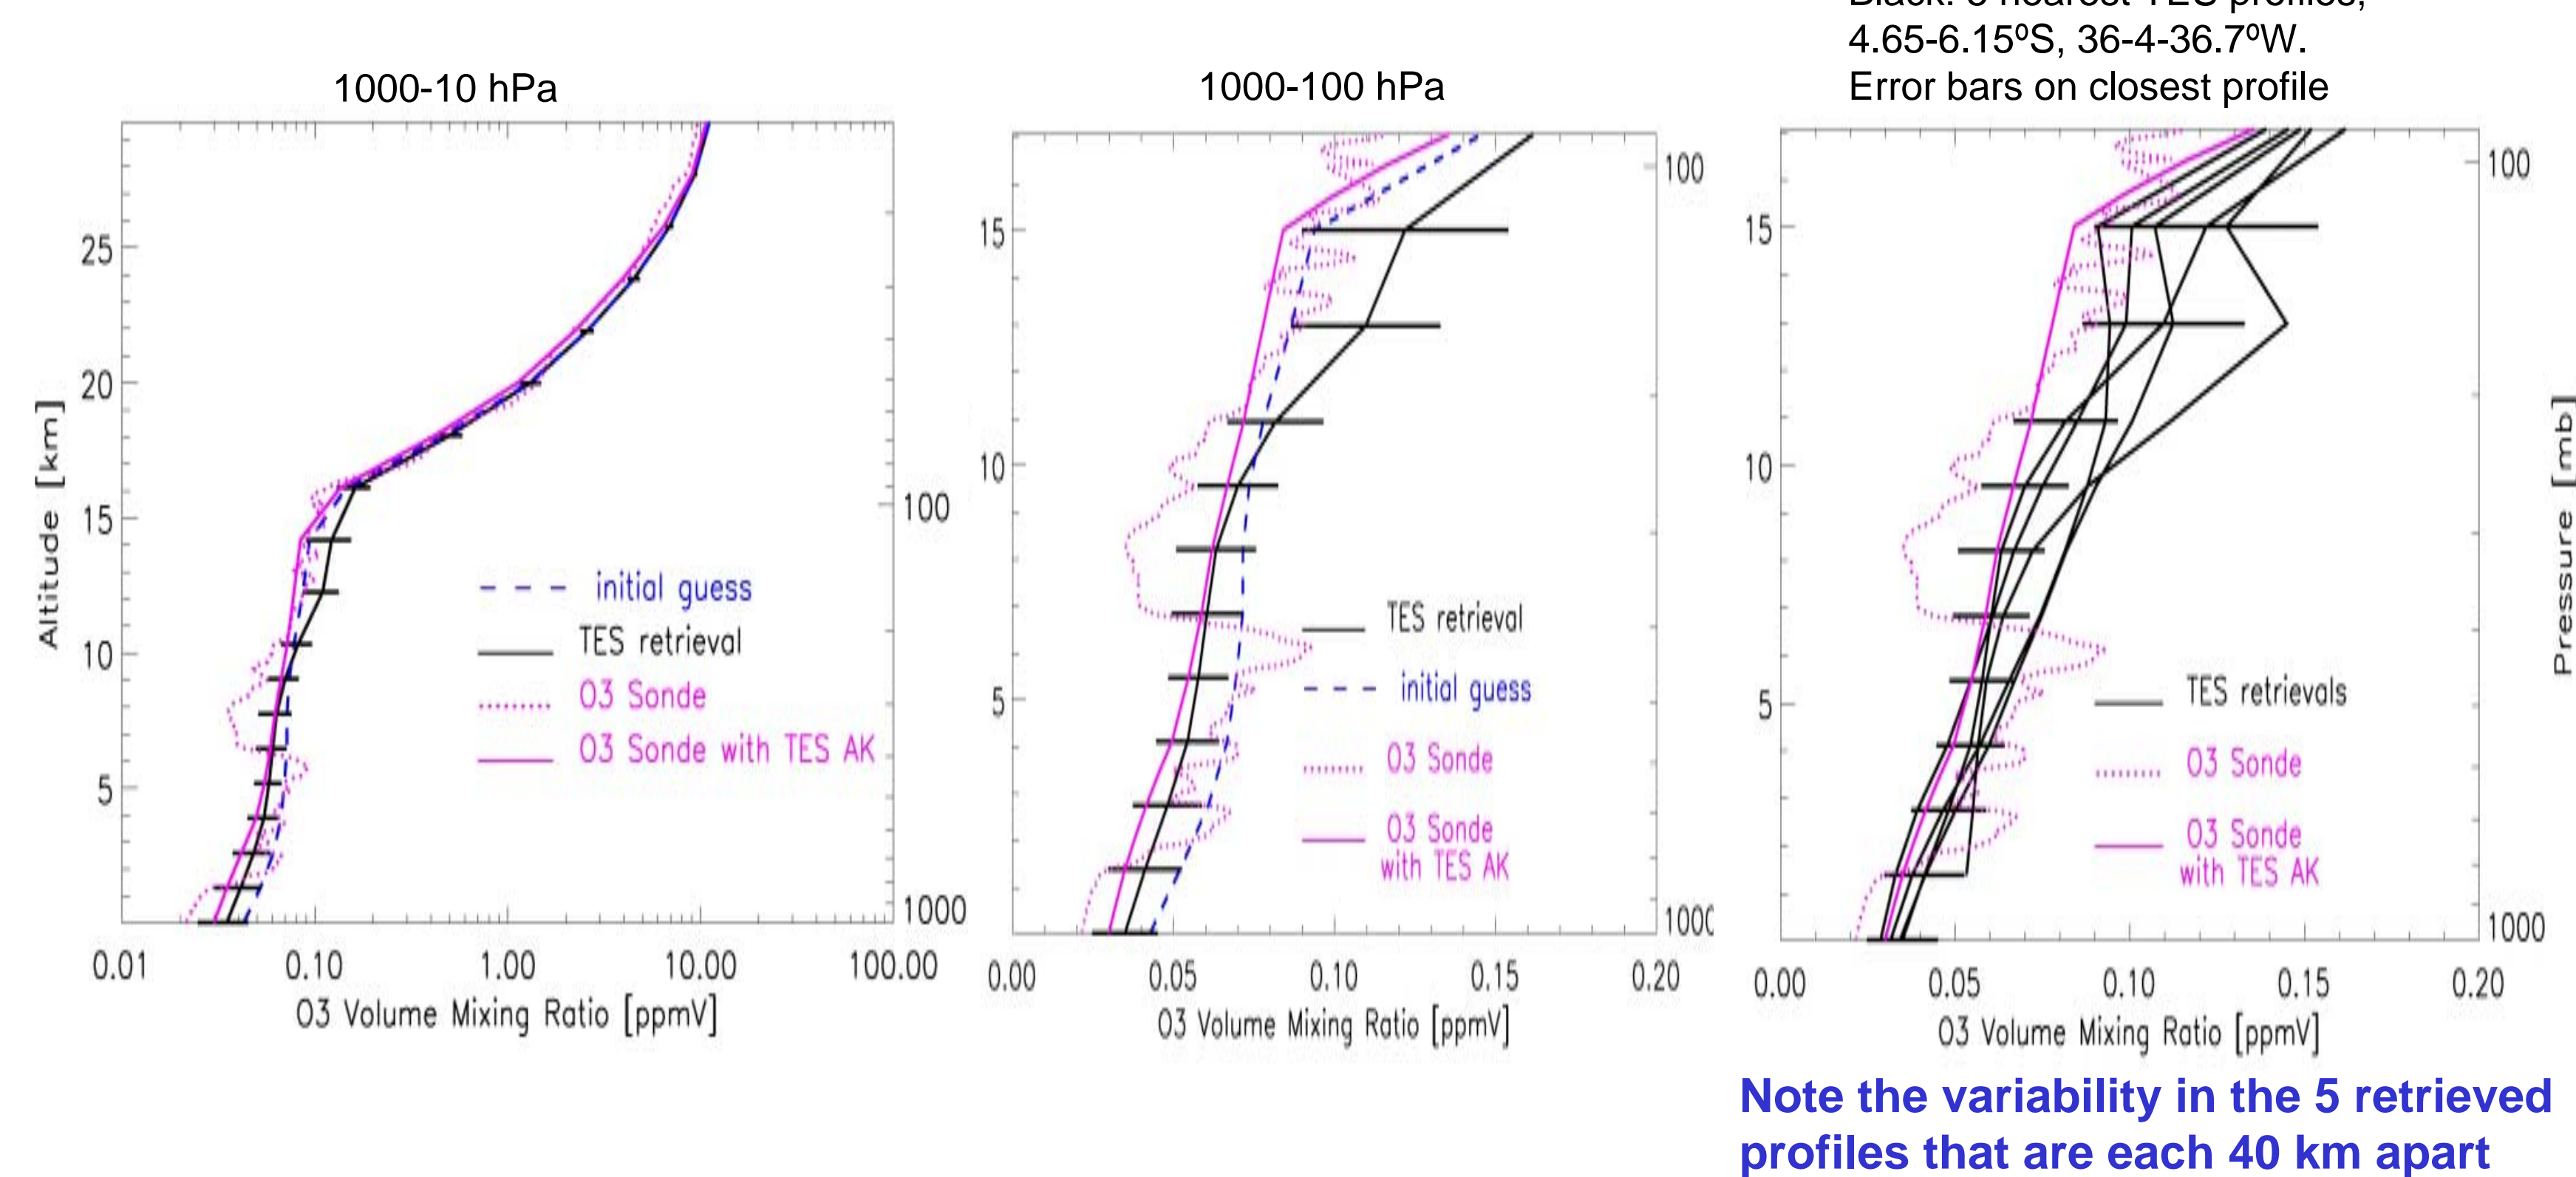 Black: nearest TES profiles,
4.65-6.15ºS, 36-4-36.7ºW.
Error bars on closest profile
1000-10 hPa
Altitude [km]
25
20
15
10
5
100
1000
initial guess
TES retrieval
O3 Sonde
O3 Sonde with TES AK
0.01
0.10
1.00
10.00
100.00
O3 Volume Mixing Ratio [ppmV]
1000-100 hPa
15
10
5
100
1000
TES retrieval
initial guess
O3 Sonde
O3 Sonde
with TES AK
0.00
0.05
0.10
0.15
0.20
O3 Volume Mixing Ratio [ppmV]
15
10
5
100
1000
Pressure [mb]
TES retrievals
O3 Sonde
O3 Sonde
with TES AK
0.00
0.05
0.10
0.15
0.20
O3 Volume Mixing Ratio [ppmV]
Note the variability in the 5 retrieved
profiles that are each 40 km apart